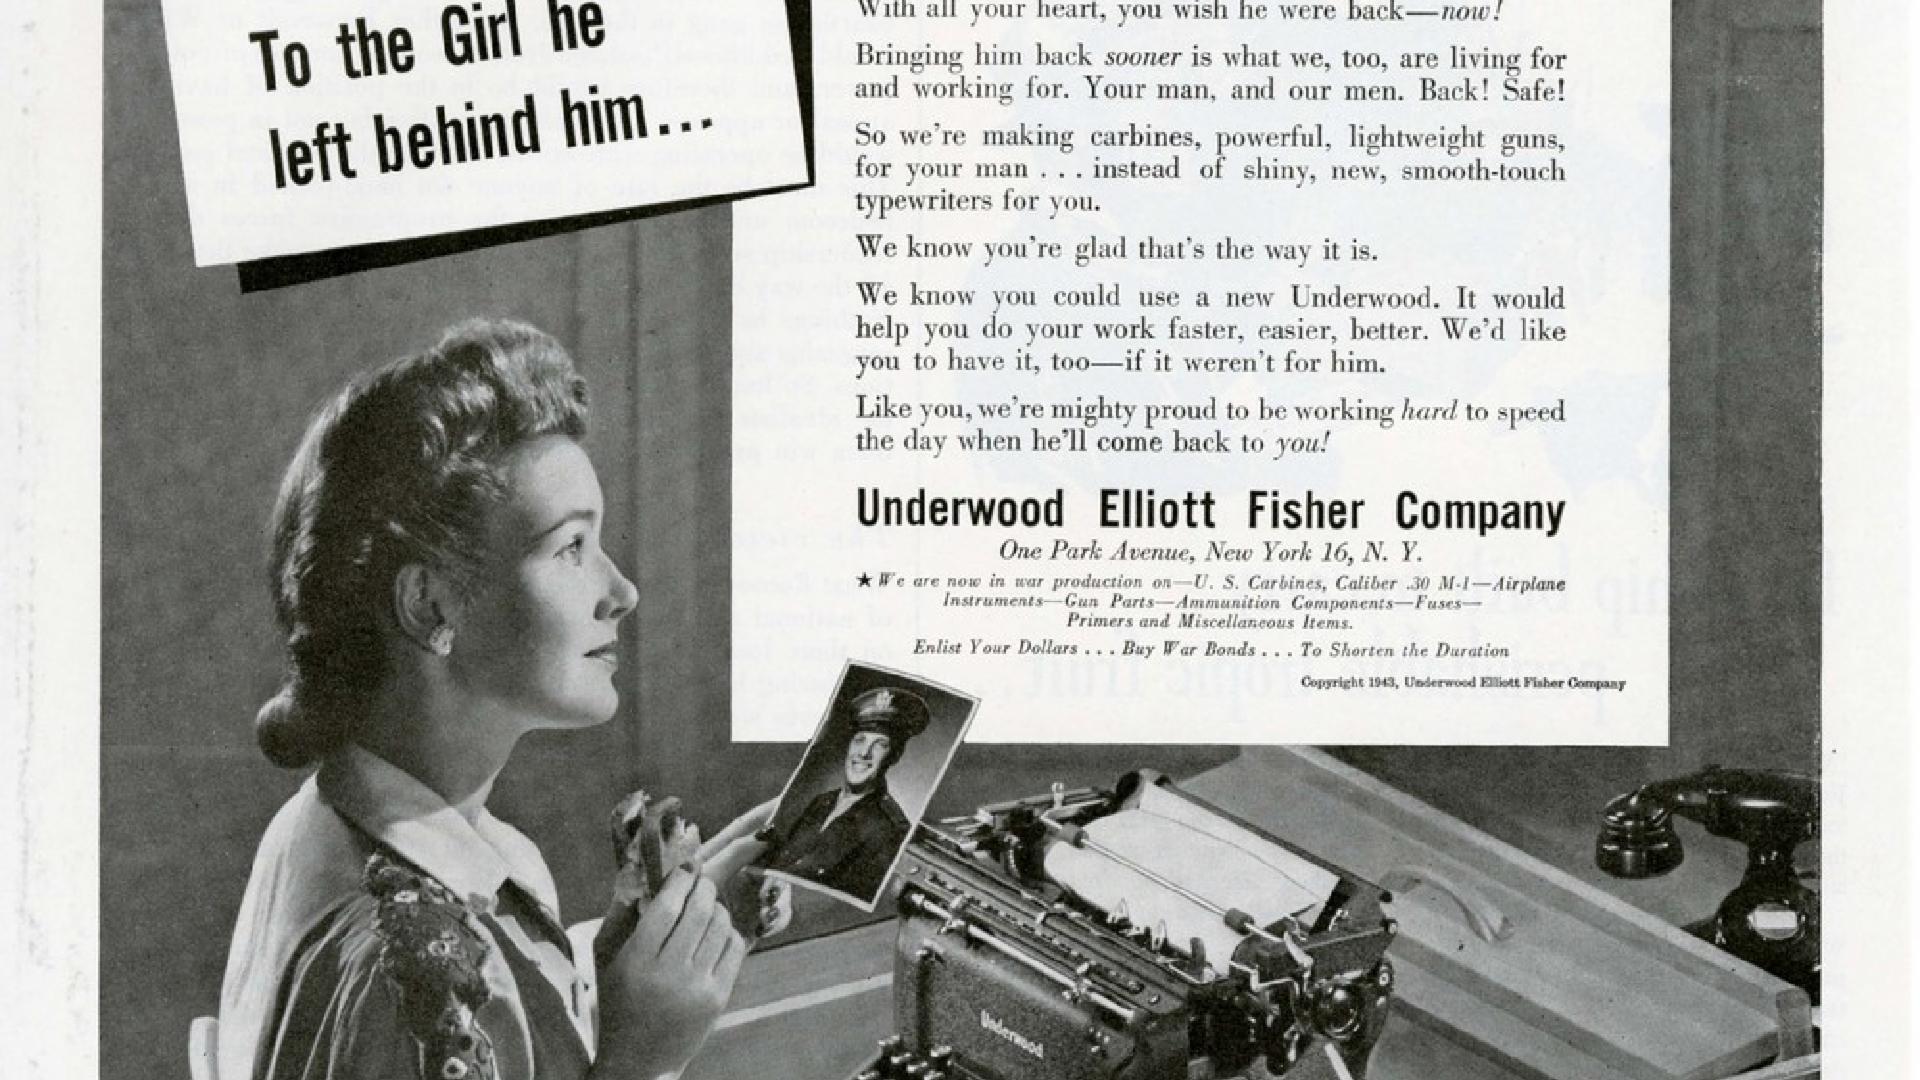 To the Girl he
left behind him...
With all your heart, you wish he were back—now!
Bringing him back sooner is what we, too, are living for
and working for. Your man, and our men. Back! Safe!
So we're making carbines, powerful, lightweight guns,
for your man . . . instead of shiny, new, smooth-touch
typewriters for you.
We know you're glad that's the way it is.
We know you could use a new Underwood. It would
help you do your work faster, easier, better. We'd like
you to have it, too—if it weren't for him.
Like you, we're mighty proud to be working hard to speed
the day when he'll come back to you!
Underwood Elliott Fisher Company
One Park Avenue, New York 16, N. Y.
★ We are now in war production on—U. S. Carbines, Caliber .30 M-1—Airplane
Instruments—Gun Parts—Ammunition Components—Fuses—
Primers and Miscellaneous Items.
Enlist Your Dollars . . . Buy War Bonds . . . To Shorten the Duration
Copyright 1943, Underwood Elliott Fisher Company
Underwood